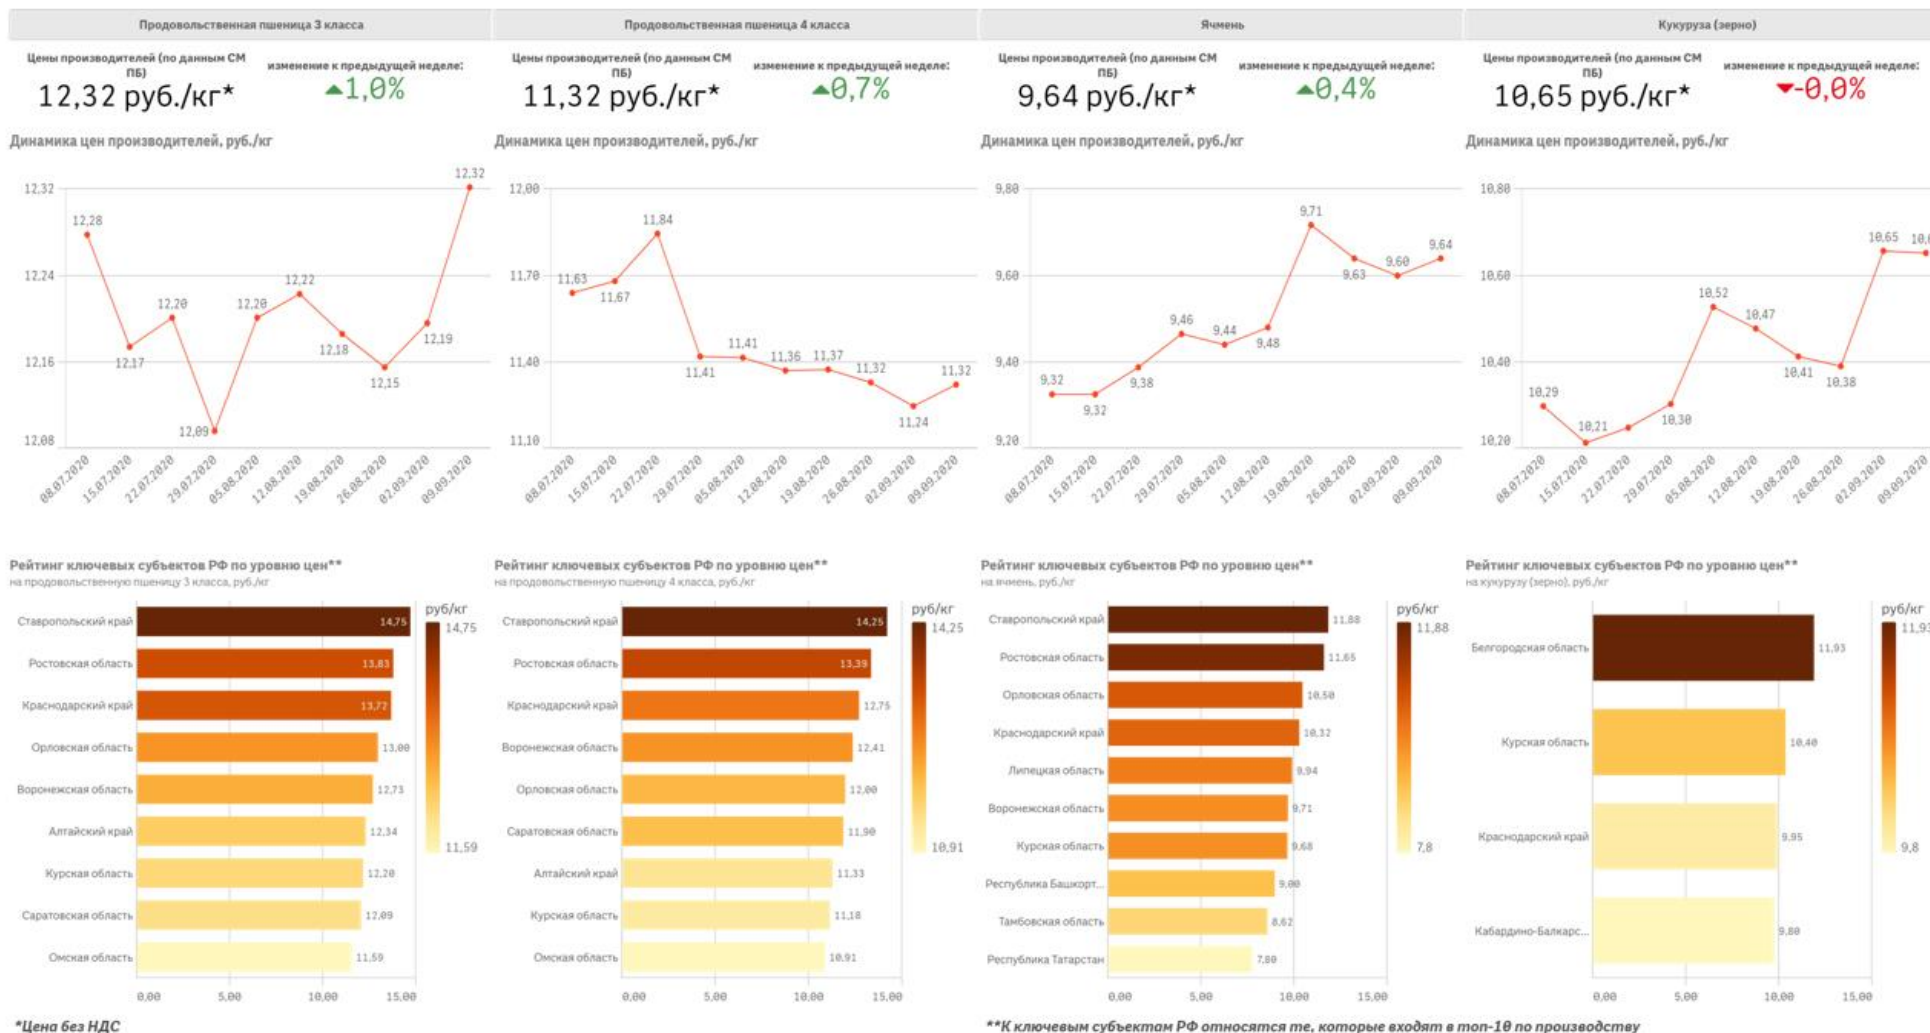 Продовольственная пшеница 3 класса
Цены производителей (по данным СМ
ПБ)
12,32 руб./кг*
изменение к предыдущей неделе:
▲1,0%
Динамика цен производителей, руб./кг
12,32
12,24
12,16
12,08
12,28
12,17
12,20
12,09
12,20
12,22
12,18
12,15
12,19
12,32
08.07.2020
15.07.2020
22.07.2020
29.07.2020
05.08.2020
12.08.2020
19.08.2020
26.08.2020
02.09.2020
09.09.2020
Рейтинг ключевых субъектов РФ по уровню цен**
на продовольственную пшеницу 3 класса, руб./кг
Ставропольский край 14,75
Ростовская область 13,83
Краснодарский край 13,72
Орловская область 13,00
Воронежская область 12,73
Алтайский край 12,34
Курская область 12,20
Саратовская область 12,09
Омская область 11,59
0,00 5,00 10,00 15,00
руб/кг
14,75
11,59
Продовольственная пшеница 4 класса
Цены производителей (по данным СМ
ПБ)
11,32 руб./кг*
изменение к предыдущей неделе:
▲0,7%
Динамика цен производителей, руб./кг
12,00
11,70
11,40
11,10
11,63
11,67
11,84
11,41
11,41
11,36
11,37
11,32
11,24
11,32
08.07.2020
15.07.2020
22.07.2020
29.07.2020
05.08.2020
12.08.2020
19.08.2020
26.08.2020
02.09.2020
09.09.2020
Рейтинг ключевых субъектов РФ по уровню цен**
на продовольственную пшеницу 4 класса, руб./кг
Ставропольский край 14,25
Ростовская область 13,39
Краснодарский край 12,75
Воронежская область 12,41
Орловская область 12,00
Саратовская область 11,90
Алтайский край 11,33
Курская область 11,18
Омская область 10,91
0,00 5,00 10,00 15,00
руб/кг
14,25
10,91
Ячмень
Цены производителей (по данным СМ
ПБ)
9,64 руб./кг*
изменение к предыдущей неделе:
▲0,4%
Динамика цен производителей, руб./кг
9,80
9,60
9,40
9,20
9,32
9,32
9,38
9,46
9,44
9,48
9,71
9,63
9,60
9,64
08.07.2020
15.07.2020
22.07.2020
29.07.2020
05.08.2020
12.08.2020
19.08.2020
26.08.2020
02.09.2020
09.09.2020
Рейтинг ключевых субъектов РФ по уровню цен**
на ячмень, руб./кг
Ставропольский край 11,88
Ростовская область 11,65
Орловская область 10,50
Краснодарский край 10,32
Липецкая область 9,94
Воронежская область 9,71
Курская область 9,68
Республика Башкорт... 9,00
Тамбовская область 8,62
Республика Татарстан 7,80
0,00 5,00 10,00 15,00
руб/кг
11,88
7,8
Кукуруза (зерно)
Цены производителей (по данным СМ
ПБ)
10,65 руб./кг*
изменение к предыдущей неделе:
▼-0,0%
Динамика цен производителей, руб./кг
10,80
10,60
10,40
10,20
10,29
10,21
10,30
10,52
10,47
10,41
10,38
10,65
08.07.2020
15.07.2020
22.07.2020
29.07.2020
05.08.2020
12.08.2020
19.08.2020
26.08.2020
02.09.2020
09.09.2020
Рейтинг ключевых субъектов РФ по уровню цен**
на кукурузу (зерно), руб./кг
Белгородская область 11,93
Курская область 10,40
Краснодарский край 9,95
Кабардино-Балкарс... 9,80
0,00 5,00 10,00 15,00
руб/кг
11,93
9,8
*Цена без НДС
**К ключевым субъектам РФ относятся те, которые входят в топ-10 по производству